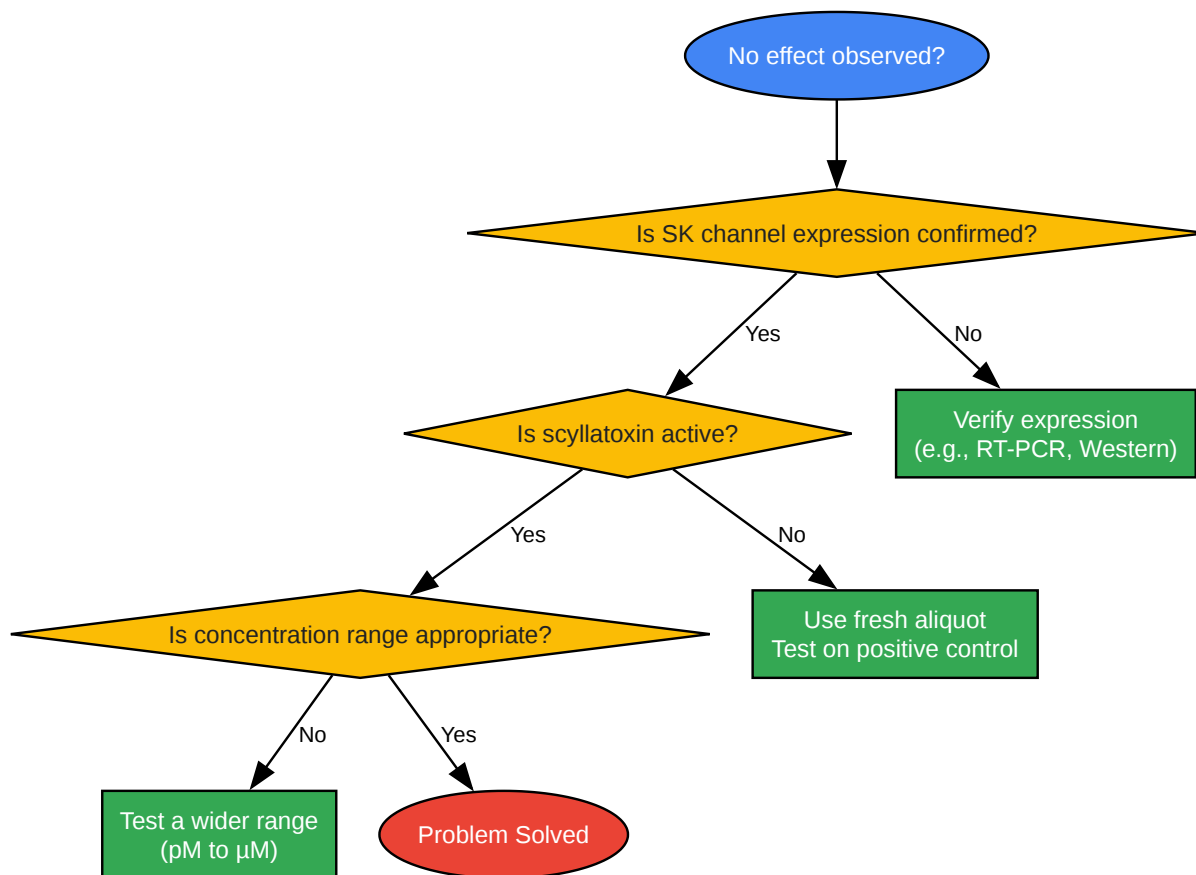 No effect observed?
Is SK channel expression confirmed?
Yes
No
Is scyllatoxin active?
Verify expression
(e.g., RT-PCR, Western)
Yes
No
Is concentration range appropriate?
Use fresh aliquot
Test on positive control
No
Yes
Test a wider range
(pM to µM)
Problem Solved